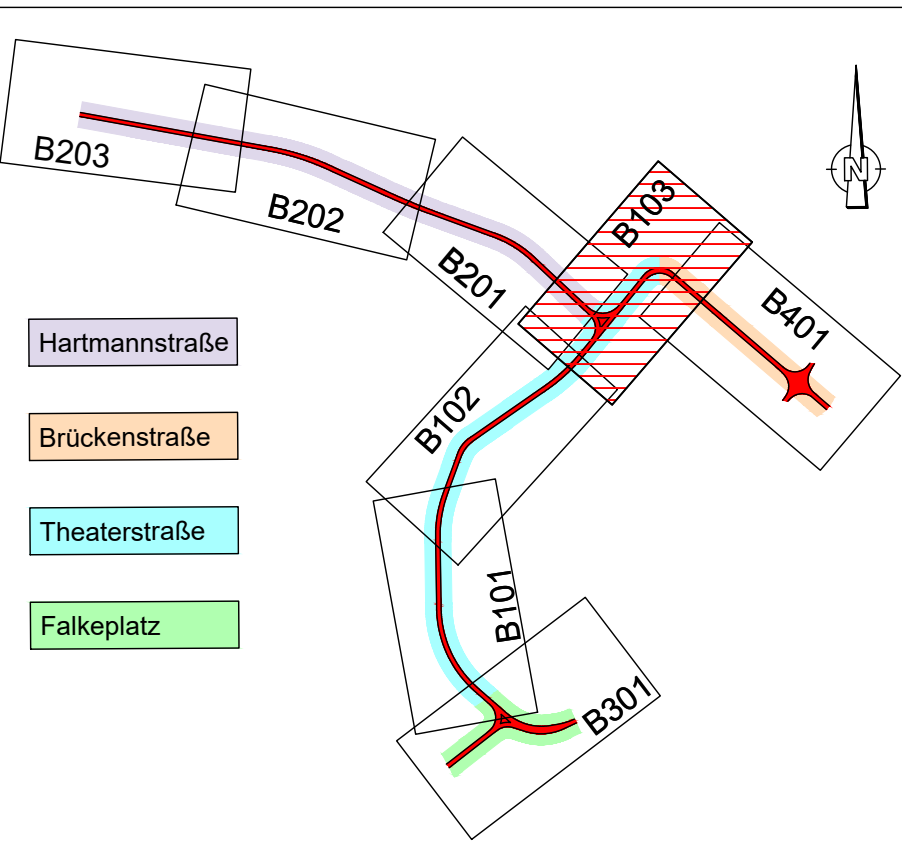 B203
B202
B201
B103
B401
N
Hartmannstraße
Brückenstraße
Theaterstraße
Falkeplatz
B102
B101
B301